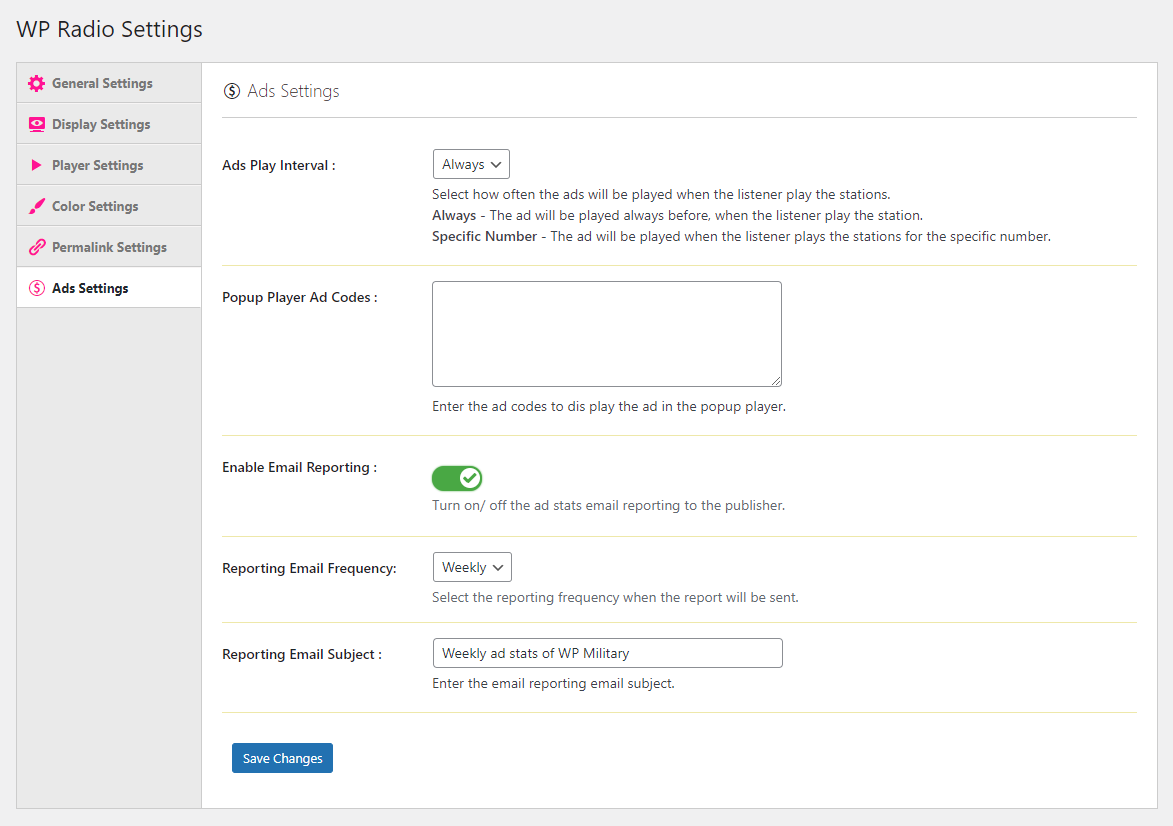 WP Radio Settings
General Settings
Display Settings
Player Settings
Color Settings
Permalink Settings
Ads Settings
Ads Settings
Ads Play Interval :
Always
Select how often the ads will be played when the listener play the stations.
Always - The ad will be played always before, when the listener play the station.
Specific Number - The ad will be played when the listener plays the stations for the specific number.
Popup Player Ad Codes :
Enter the ad codes to dis play the ad in the popup player.
Enable Email Reporting :
Turn on/ off the ad stats email reporting to the publisher.
Reporting Email Frequency:
Weekly
Select the reporting frequency when the report will be sent.
Reporting Email Subject :
Weekly ad stats of WP Military
Enter the email reporting email subject.
Save Changes